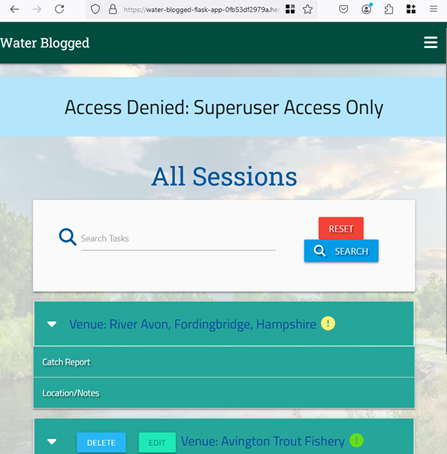 https://water-blogged-flask-app-0fb53df2979a.her
Water Blogged
Access Denied: Superuser Access Only
All Sessions
Search Tasks
RESET
SEARCH
Venue: River Avon, Fordingbridge, Hampshire !
Catch Report
Location/Notes
DELETE EDIT Venue: Avington Trout Fishery !